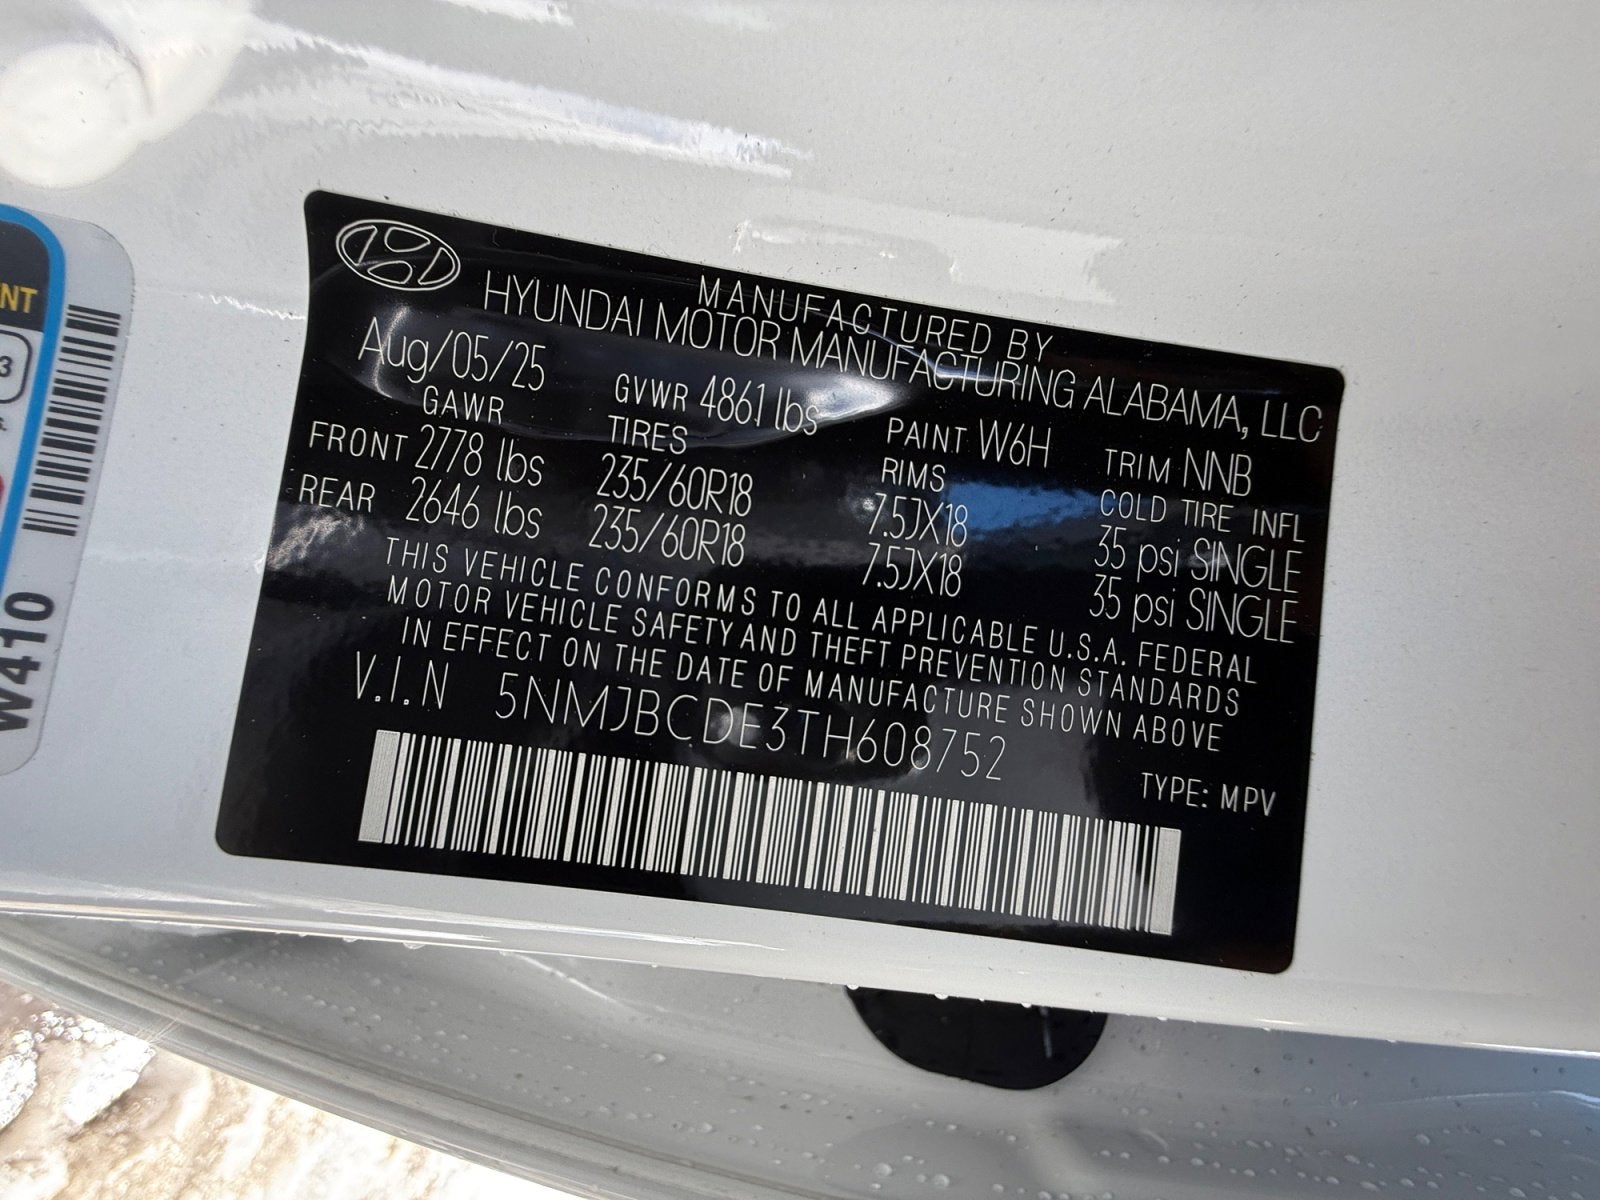 MANUFACTURED BY
HYUNDAI MOTOR MANUFACTURING ALABAMA, LLC
Aug/05/25 GVWR 4861 lbs PAINT W6H TRIM NNB
GAWR TIRES RIMS COLD TIRE INFL
FRONT 2778 lbs 235/60R18 7.5JX18 35 psi SINGLE
REAR 2646 lbs 235/60R18 7.5JX18 35 psi SINGLE
THIS VEHICLE CONFORMS TO ALL APPLICABLE U.S.A. FEDERAL
MOTOR VEHICLE SAFETY AND THEFT PREVENTION STANDARDS
IN EFFECT ON THE DATE OF MANUFACTURE SHOWN ABOVE
V.I.N 5NMJBCDE3TH608752
TYPE: MPV
NT
3
W410